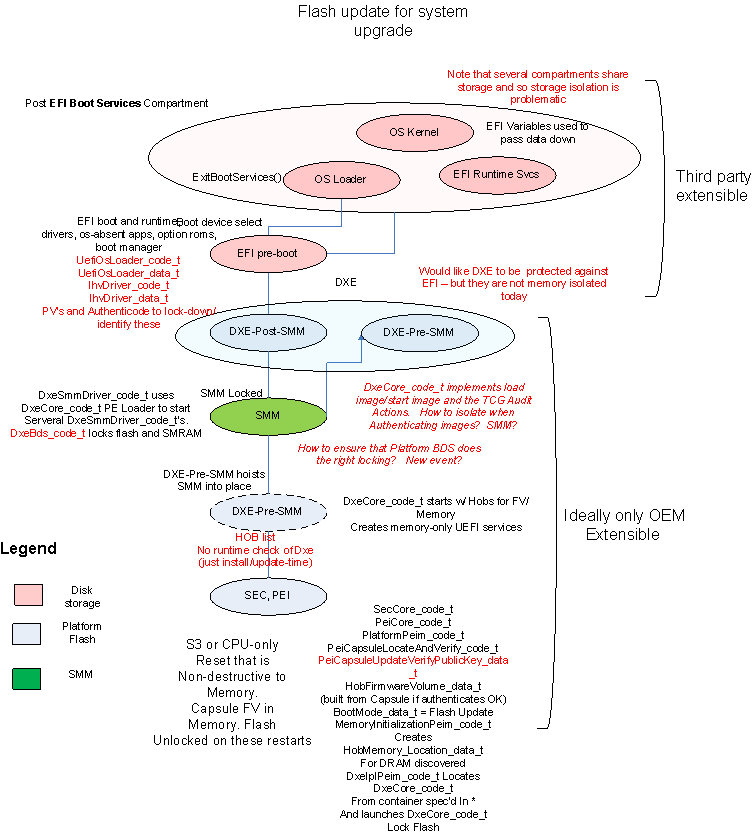 Flash update for system
upgrade
Note that several compartments share
storage and so storage isolation is
problematic
Post EFI Boot Services Compartment
OS Kernel
EFI Variables used to
pass data down
ExitBootServices()
OS Loader
EFI Runtime Svcs
Third party
extensible
EFI boot and runtime
drivers, os-absent apps, option roms,
boot manager
UefiOsLoader_code_t
UefiOsLoader_data_t
IhvDriver_code_t
IhvDriver_data_t
PV's and Authenticode to lock-down/
identify these
Boot device select
EFI pre-boot
DXE
Would like DXE to be protected against
EFI – but they are not memory isolated
today
DXE-Post-SMM
DXE-Pre-SMM
DxeSmmDriver_code_t uses
DxeCore_code_t PE Loader to start
Serveral DxeSmmDriver_code_t's.
DxeBds_code_t locks flash and SMRAM
SMM Locked
SMM
DxeCore_code_t implements load
image/start image and the TCG Audit
Actions. How to isolate when
Authenticating images? SMM?
How to ensure that Platform BDS does
the right locking? New event?
DXE-Pre-SMM hoists
SMM into place
DXE-Pre-SMM
DxeCore_code_t starts w/ Hobs for FV/
Memory
Creates memory-only UEFI services
Ideally only OEM
Extensible
HOB list
No runtime check of Dxe
(just install/update-time)
SEC, PEI
Legend
Disk
storage
Platform
Flash
SMM
S3 or CPU-only
Reset that is
Non-destructive to
Memory.
Capsule FV in
Memory. Flash
Unlocked on these restarts
SecCore_code_t
PeiCore_code_t
PlatformPeim_code_t
PeiCapsuleLocateAndVerify_code_t
PeiCapsuleUpdateVerifyPublicKey_data
_t
HobFirmwareVolume_data_t
(built from Capsule if authenticates OK)
BootMode_data_t = Flash Update
MemoryInitializationPeim_code_t
Creates
HobMemory_Location_data_t
For DRAM discovered
DxeIplPeim_code_t Locates
DxeCore_code_t
From container spec'd In *
And launches DxeCore_code_t
Lock Flash